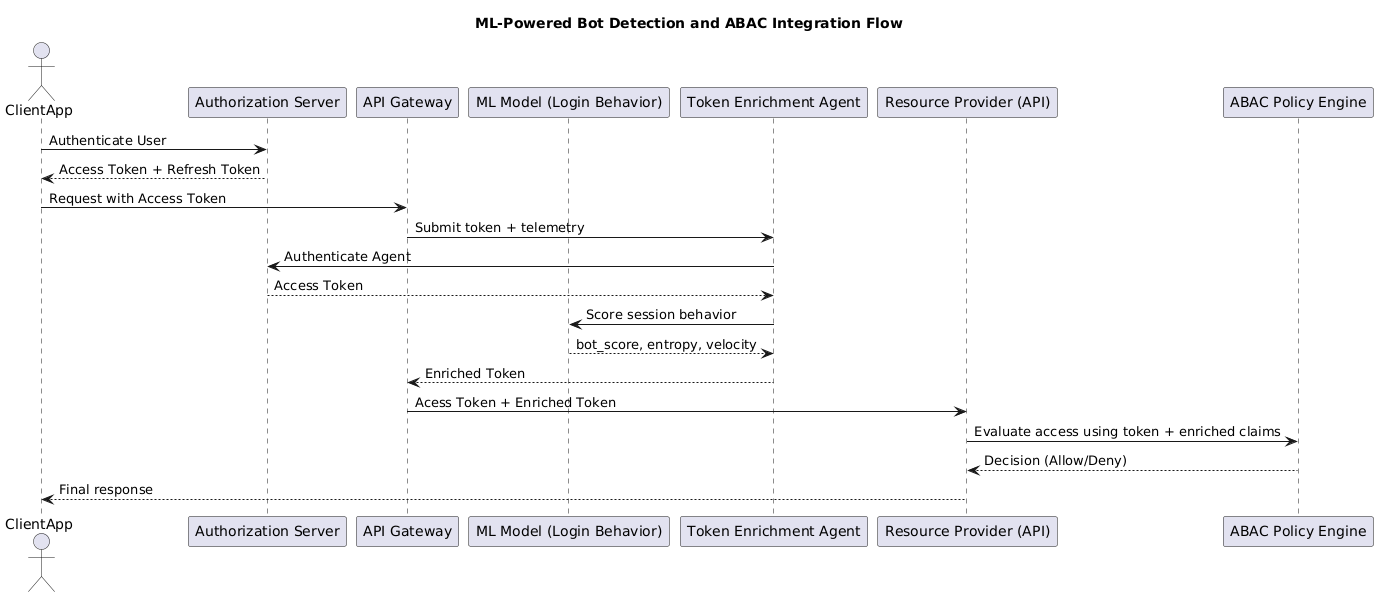 ML-Powered Bot Detection and ABAC Integration Flow
ClientApp
Authorization Server
API Gateway
ML Model (Login Behavior)
Token Enrichment Agent
Resource Provider (API)
ABAC Policy Engine
Authenticate User
Access Token + Refresh Token
Request with Access Token
Submit token + telemetry
Authenticate Agent
Access Token
Score session behavior
bot_score, entropy, velocity
Enriched Token
Acess Token + Enriched Token
Evaluate access using token + enriched claims
Decision (Allow/Deny)
Final response
ClientApp
Authorization Server
API Gateway
ML Model (Login Behavior)
Token Enrichment Agent
Resource Provider (API)
ABAC Policy Engine